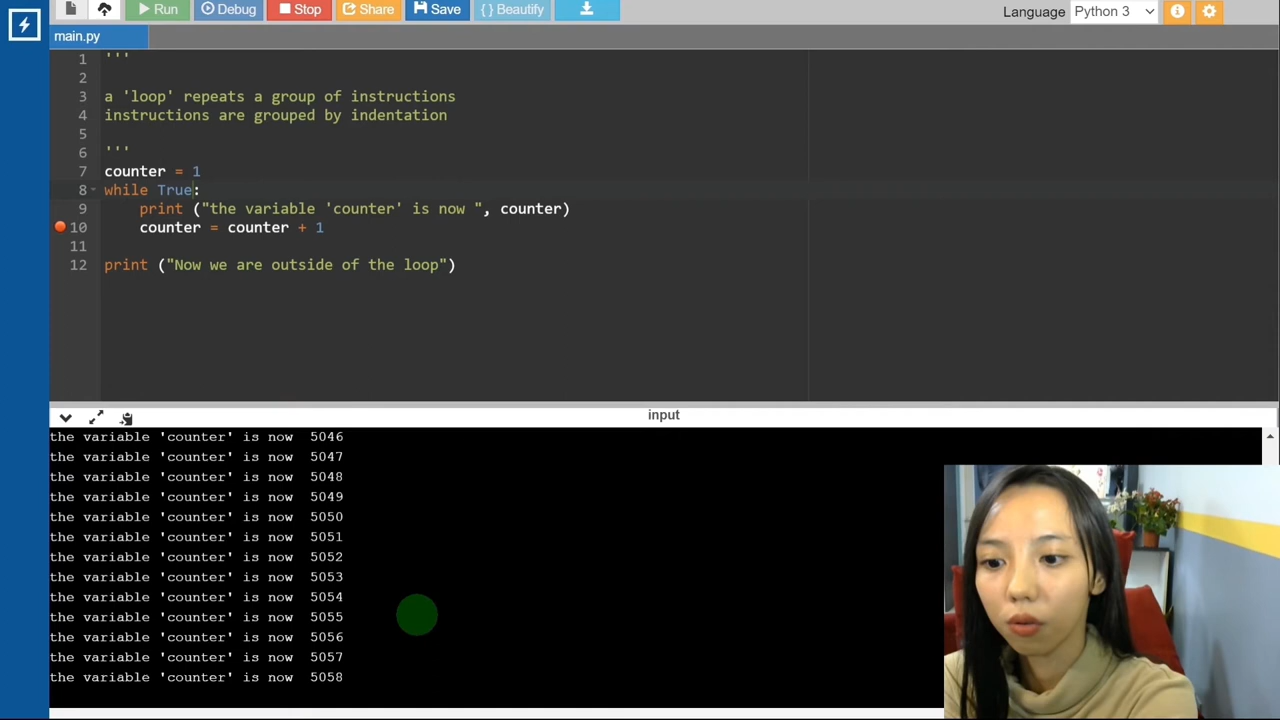 Run Debug Stop Share Save { } Beautify Language Python 3
main.py
1 '''
2
3 a 'loop' repeats a group of instructions
4 instructions are grouped by indentation
5
6 '''
7 counter = 1
8 while True:
9 print ("the variable 'counter' is now ", counter)
10 counter = counter + 1
11
12 print ("Now we are outside of the loop")
input
the variable 'counter' is now  5046
the variable 'counter' is now  5047
the variable 'counter' is now  5048
the variable 'counter' is now  5049
the variable 'counter' is now  5050
the variable 'counter' is now  5051
the variable 'counter' is now  5052
the variable 'counter' is now  5053
the variable 'counter' is now  5054
the variable 'counter' is now  5055
the variable 'counter' is now  5056
the variable 'counter' is now  5057
the variable 'counter' is now  5058